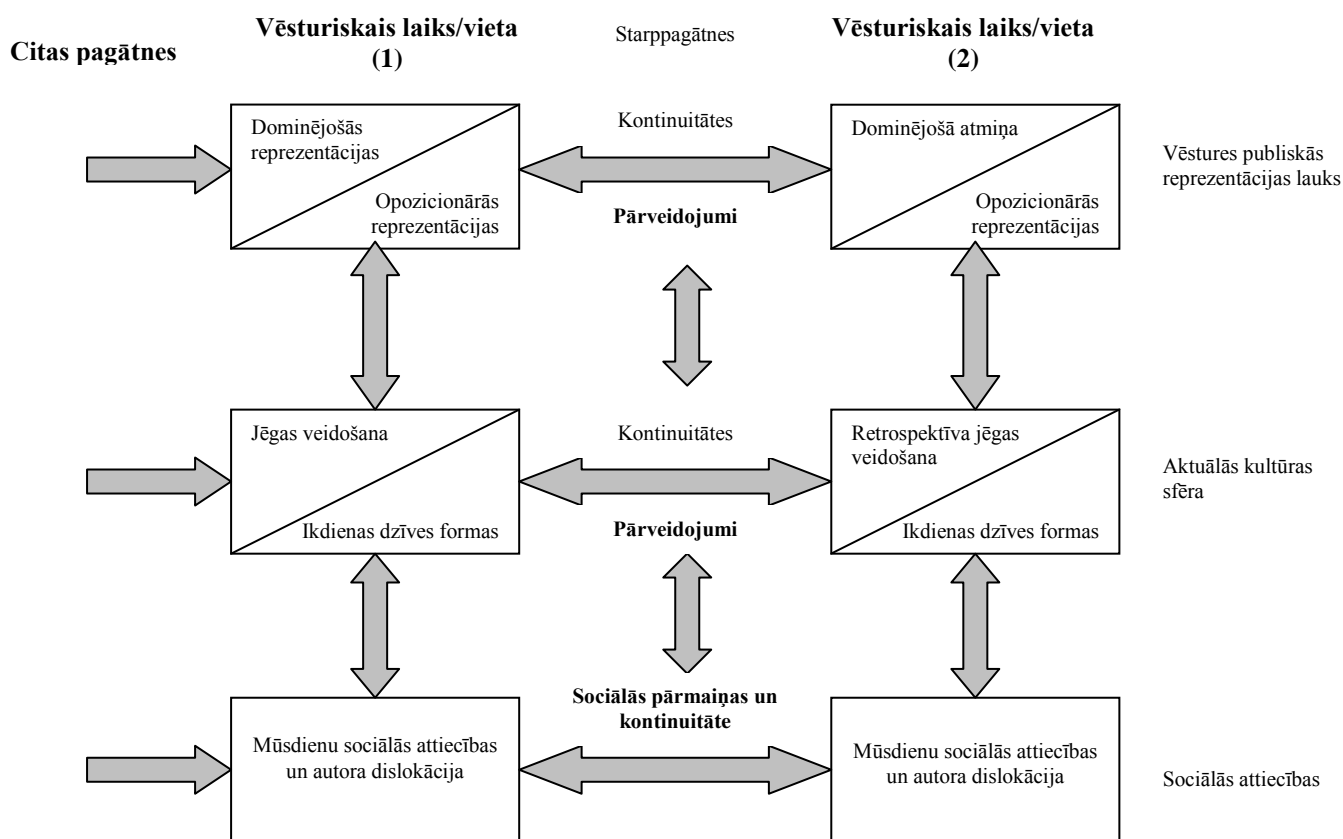 Citas pagātnes
Vēsturiskais laiks/vieta
(1)
Starppagātnes
Vēsturiskais laiks/vieta
(2)
Dominējošās
reprezentācijas
Opozicionārās
reprezentācijas
Kontinuitātes
Pārveidojumi
Dominējošā atmiņa
Opozicionārās
reprezentācijas
Vēstures publiskās
reprezentācijas lauks
Jēgas veidošana
Ikdienas dzīves formas
Kontinuitātes
Pārveidojumi
Retrospektīva jēgas
veidošana
Ikdienas dzīves formas
Aktuālās kultūras
sfēra
Mūsdienu sociālās attiecības
un autora dislokācija
Sociālās pārmaiņas un
kontinuitāte
Mūsdienu sociālās attiecības
un autora dislokācija
Sociālās attiecības